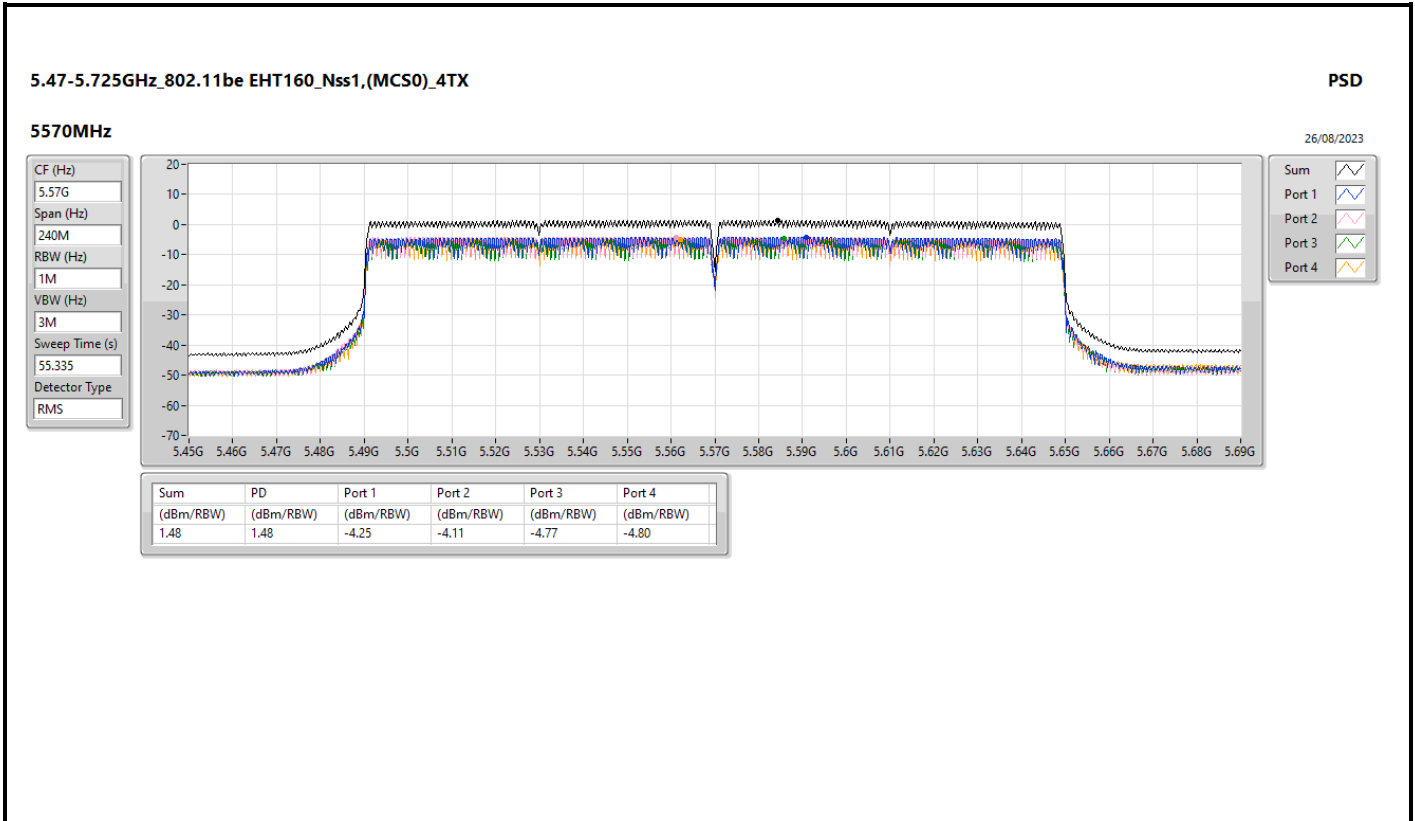 5.47-5.725GHz_802.11be EHT160_Nss1,(MCS0)_4TX PSD
5570MHz 26/08/2023
CF (Hz)
5.57G
Span (Hz)
240M
RBW (Hz)
1M
VBW (Hz)
3M
Sweep Time (s)
55.335
Detector Type
RMS
20
10
0
-10
-20
-30
-40
-50
-60
-70
5.45G 5.46G 5.47G 5.48G 5.49G 5.5G 5.51G 5.52G 5.53G 5.54G 5.55G 5.56G 5.57G 5.58G 5.59G 5.6G 5.61G 5.62G 5.63G 5.64G 5.65G 5.66G 5.67G 5.68G 5.69G
Sum
Port 1
Port 2
Port 3
Port 4
Sum PD Port 1 Port 2 Port 3 Port 4
(dBm/RBW) (dBm/RBW) (dBm/RBW) (dBm/RBW) (dBm/RBW) (dBm/RBW)
1.48 1.48 -4.25 -4.11 -4.77 -4.80